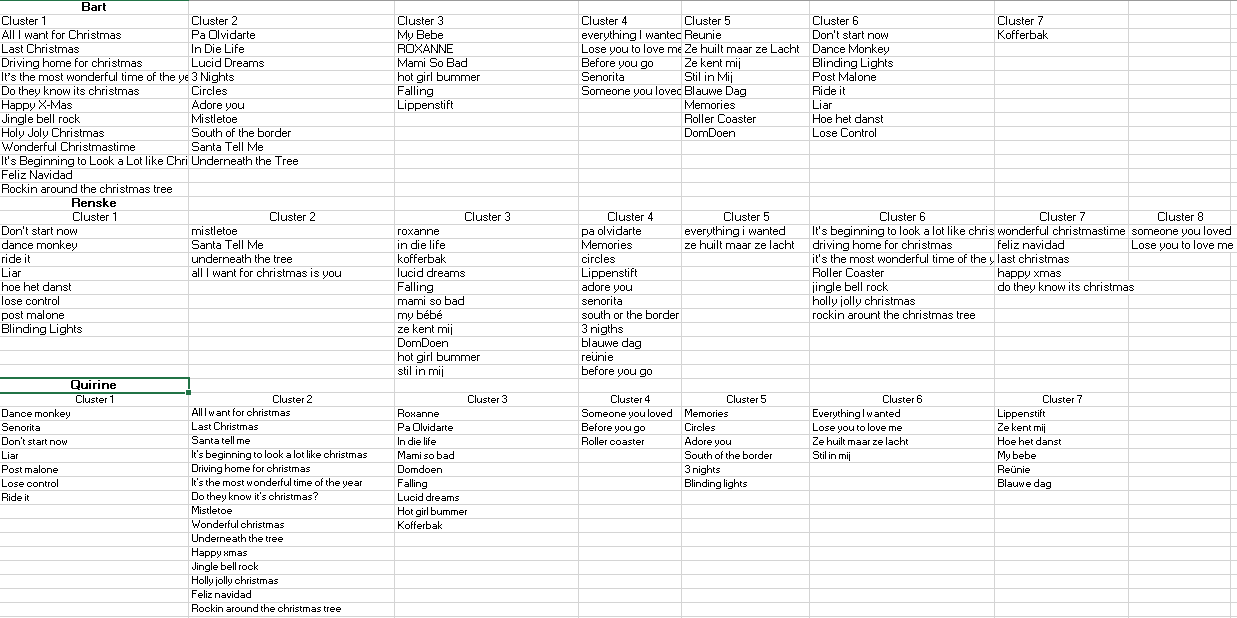 Bart
Cluster 1 Cluster 2 Cluster 3 Cluster 4 Cluster 5 Cluster 6 Cluster 7
All I want for Christmas Pa Olvidarte My Bebe everything I wanted Reunie Don't start now Kofferbak
Last Christmas In Die Life ROXANNE Lose you to love me Ze huilt maar ze Lacht Dance Monkey
Driving home for christmas Lucid Dreams Mami So Bad Before you go Ze kent mij Blinding Lights
It's the most wonderful time of the ye 3 Nights hot girl bummer Senorita Stil in Mij Post Malone
Do they know its christmas Circles Falling Someone you loved Blauwe Dag Ride it
Happy X-Mas Adore you Lippenstift Memories Liar
Jingle bell rock Mistletoe Roller Coaster Hoe het danst
Holy Joly Christmas South of the border DomDoen Lose Control
Wonderful Christmastime Santa Tell Me
It's Beginning to Look a Lot like Chri Underneath the Tree
Feliz Navidad
Rockin around the christmas tree
Renske
Cluster 1 Cluster 2 Cluster 3 Cluster 4 Cluster 5 Cluster 6 Cluster 7 Cluster 8
Don't start now mistletoe roxanne pa olvidarte everything i wanted It's beginning to look a lot like chris wonderful christmastime someone you loved
dance monkey Santa Tell Me in die life Memories ze huilt maar ze lacht driving home for christmas feliz navidad Lose you to love me
ride it underneath the tree kofferbak circles it's the most wonderful time of the y last christmas
Liar all I want for christmas is you lucid dreams Lippenstift Roller Coaster happy xmas
hoe het danst Falling adore you jingle bell rock do they know its christmas
lose control mami so bad senorita holly jolly christmas
post malone my bébé south or the border rockin arount the christmas tree
Blinding Lights ze kent mij 3 nigths
DomDoen blauwe dag
hot girl bummer reünie
stil in mij before you go
Quirine
Cluster 1 Cluster 2 Cluster 3 Cluster 4 Cluster 5 Cluster 6 Cluster 7
Dance monkey All I want for christmas Roxanne Someone you loved Memories Everything I wanted Lippenstift
Senorita Last Christmas Pa Olvidarte Before you go Circles Lose you to love me Ze kent mij
Don't start now Santa tell me In die life Roller coaster Adore you Ze huilt maar ze lacht Hoe het danst
Liar It's beginning to look a lot like christmas Mami so bad South of the border Stil in mij My bebe
Post malone Driving home for christmas Domdoen 3 nights Reünie
Lose control It's the most wonderful time of the year Falling Blinding lights Blauwe dag
Ride it Do they know it's christmas? Lucid dreams
Mistletoe Hot girl bummer
Wonderful christmas Kofferbak
Underneath the tree
Happy xmas
Jingle bell rock
Holly jolly christmas
Feliz navidad
Rockin around the christmas tree